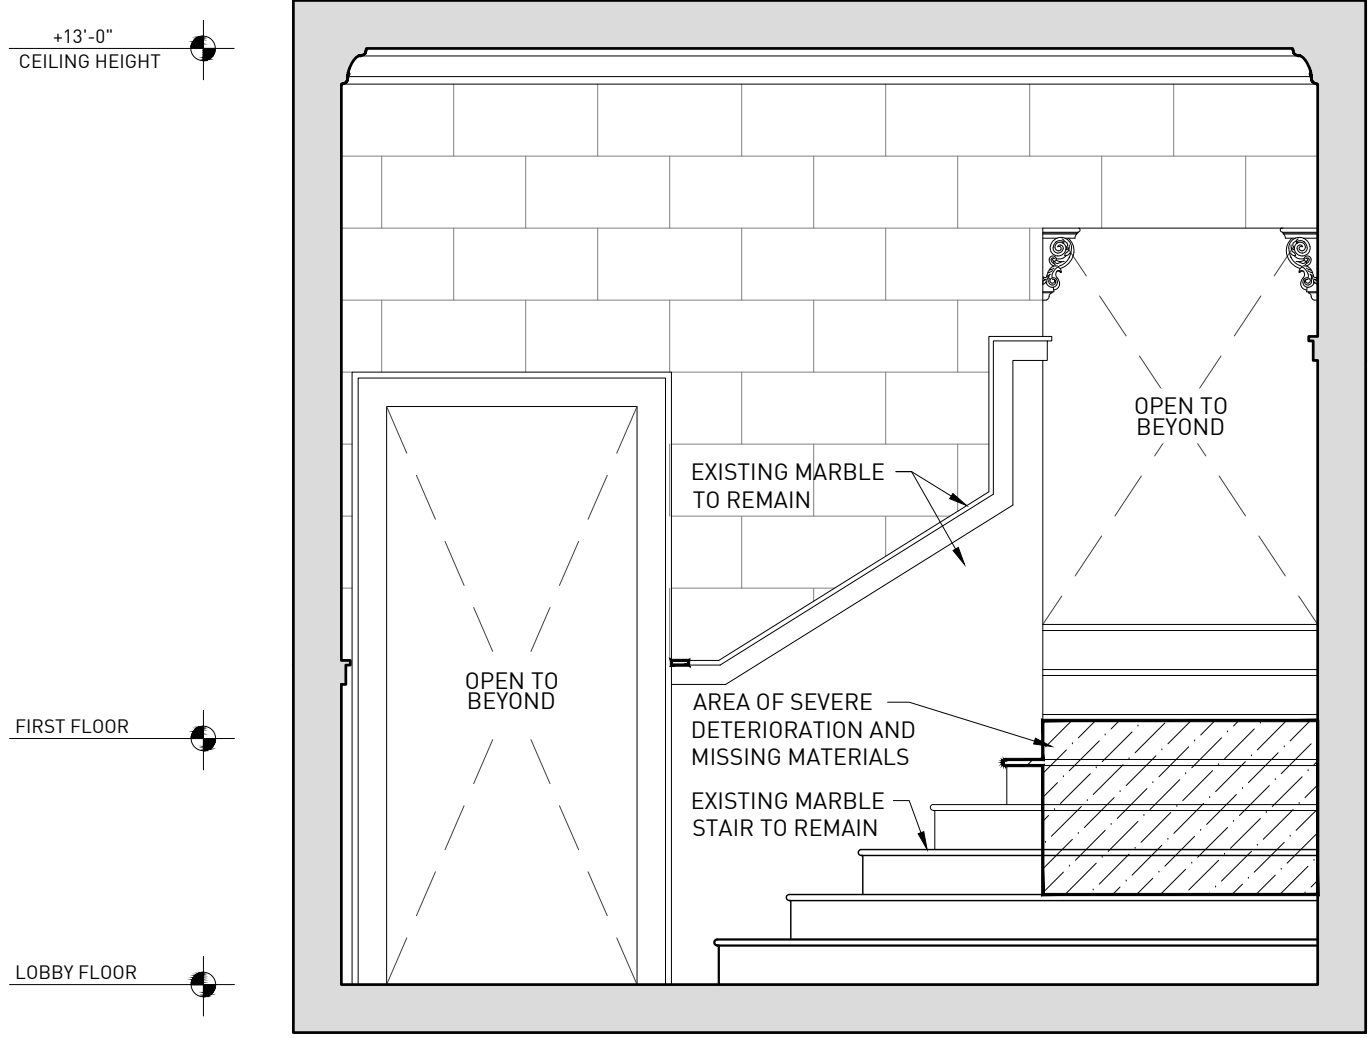 +13'-0"
CEILING HEIGHT
OPEN TO
BEYOND
EXISTING MARBLE
TO REMAIN
OPEN TO
BEYOND
AREA OF SEVERE
DETERIORATION AND
MISSING MATERIALS
FIRST FLOOR
EXISTING MARBLE
STAIR TO REMAIN
LOBBY FLOOR